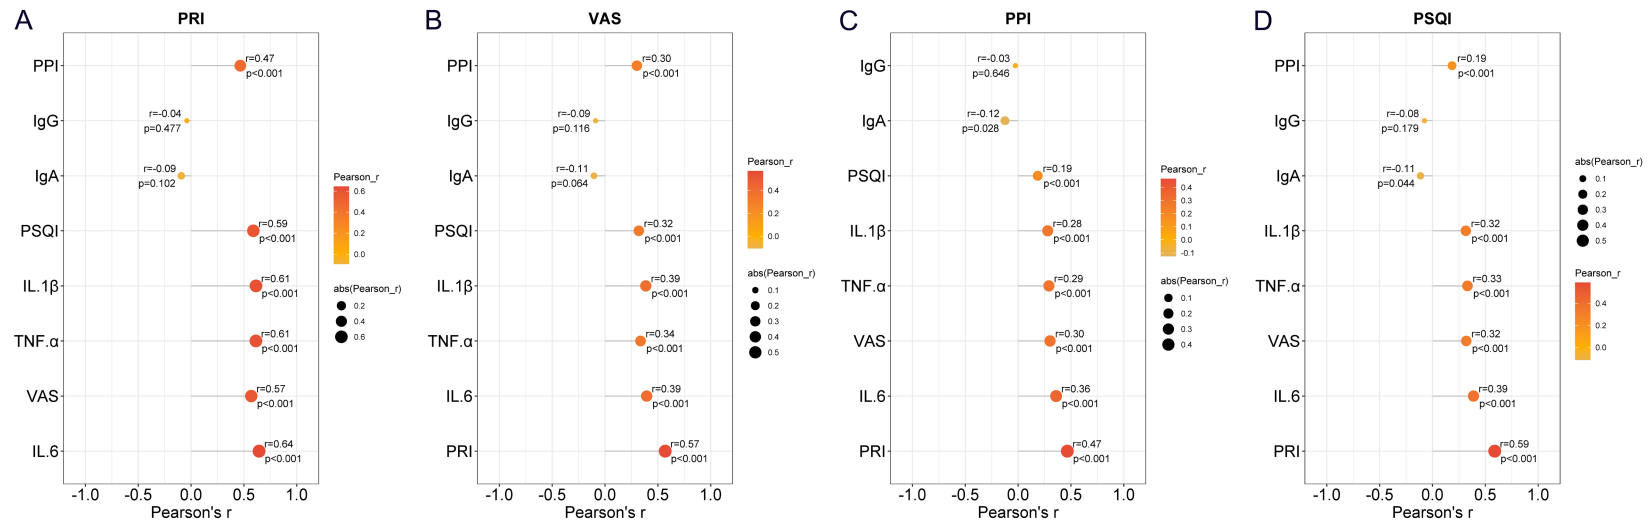 A
PRI
PPI
r=0.47
p<0.001
IgG
r=-0.04
p=0.477
IgA
r=-0.09
p=0.102
PSQI
r=0.59
p<0.001
IL.1β
r=0.61
p<0.001
TNF.α
r=0.61
p<0.001
VAS
r=0.57
p<0.001
IL.6
r=0.64
p<0.001
-1.0 -0.5 0.0 0.5 1.0
Pearson's r
Pearson_r
0.6
0.4
0.2
0.0
abs(Pearson_r)
0.2
0.4
0.6
B
VAS
PPI
r=0.30
p<0.001
IgG
r=-0.09
p=0.116
IgA
r=-0.11
p=0.064
PSQI
r=0.32
p<0.001
IL.1β
r=0.39
p<0.001
TNF.α
r=0.34
p<0.001
IL.6
r=0.39
p<0.001
PRI
r=0.57
p<0.001
-1.0 -0.5 0.0 0.5 1.0
Pearson's r
Pearson_r
0.4
0.2
0.0
abs(Pearson_r)
0.1
0.2
0.3
0.4
0.5
C
PPI
IgG
r=-0.03
p=0.646
IgA
r=-0.12
p=0.028
PSQI
r=0.19
p<0.001
IL.1β
r=0.28
p<0.001
TNF.α
r=0.29
p<0.001
VAS
r=0.30
p<0.001
IL.6
r=0.36
p<0.001
PRI
r=0.47
p<0.001
-1.0 -0.5 0.0 0.5 1.0
Pearson's r
Pearson_r
0.4
0.3
0.2
0.1
0.0
-0.1
abs(Pearson_r)
0.1
0.2
0.3
0.4
D
PSQI
PPI
r=0.19
p<0.001
IgG
r=-0.08
p=0.179
IgA
r=-0.11
p=0.044
IL.1β
r=0.32
p<0.001
TNF.α
r=0.33
p<0.001
VAS
r=0.32
p<0.001
IL.6
r=0.39
p<0.001
PRI
r=0.59
p<0.001
-1.0 -0.5 0.0 0.5 1.0
Pearson's r
abs(Pearson_r)
0.1
0.2
0.3
0.4
0.5
Pearson_r
0.4
0.2
0.0